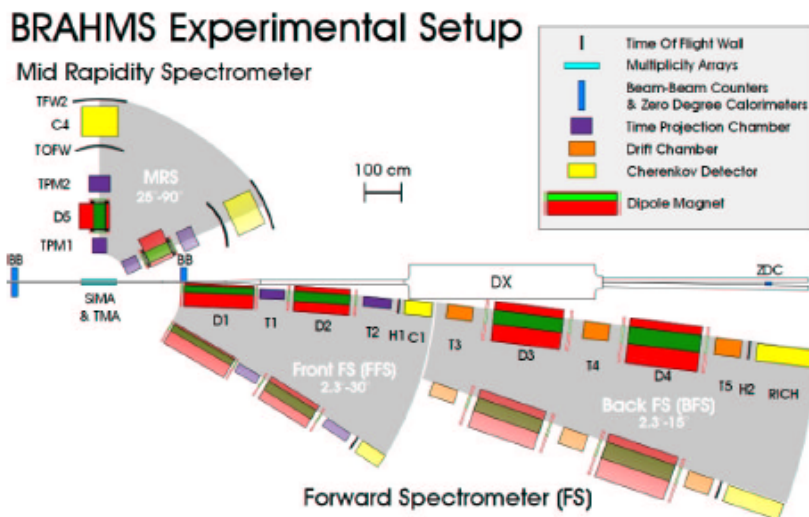 BRAHMS Experimental Setup
Mid Rapidity Spectrometer
Time Of Flight Wall
Multiplicity Arrays
Beam-Beam Counters
& Zero Degree Calorimeters
Time Projection Chamber
Drift Chamber
Cherenkov Detector
Dipole Magnet
TFW2
C4
TOFW
TPM2
MRS
25°-90°
100 cm
D5
TPM1
BB
BB
ZDC
DX
SiMA
& TMA
D1
T1
D2
T2
H1
C1
T3
D3
T4
D4
T5
H2
RICH
Front FS (FFS)
2.3°-30°
Back FS (BFS)
2.3°-15°
Forward Spectrometer (FS)